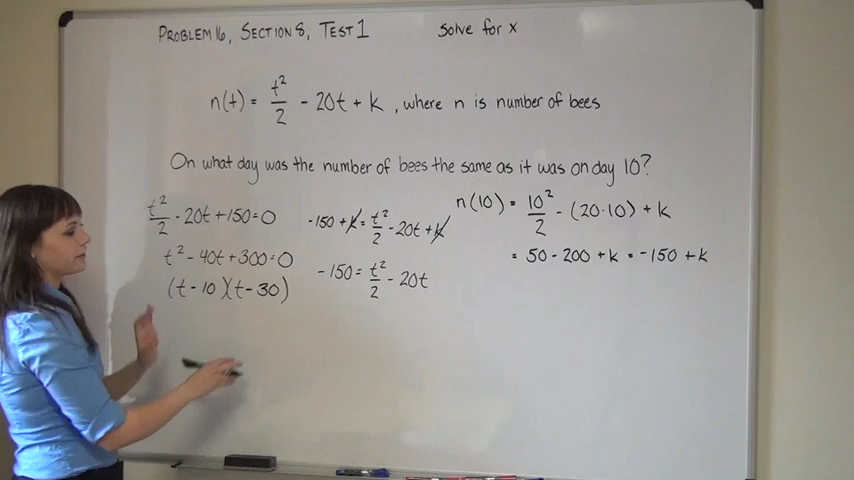 PROBLEM 16, SECTION 8, TEST 1
Solve for x
n(t) = t²/2 - 20t + k, where n is number of bees
On what day was the number of bees the same as it was on day 10?
n(10) = 10²/2 - (20·10) + k
= 50 - 200 + k = -150 + k
-150 + k = t²/2 - 20t + k
-150 = t²/2 - 20t
t²/2 - 20t + 150 = 0
t² - 40t + 300 = 0
(t - 10)(t - 30)